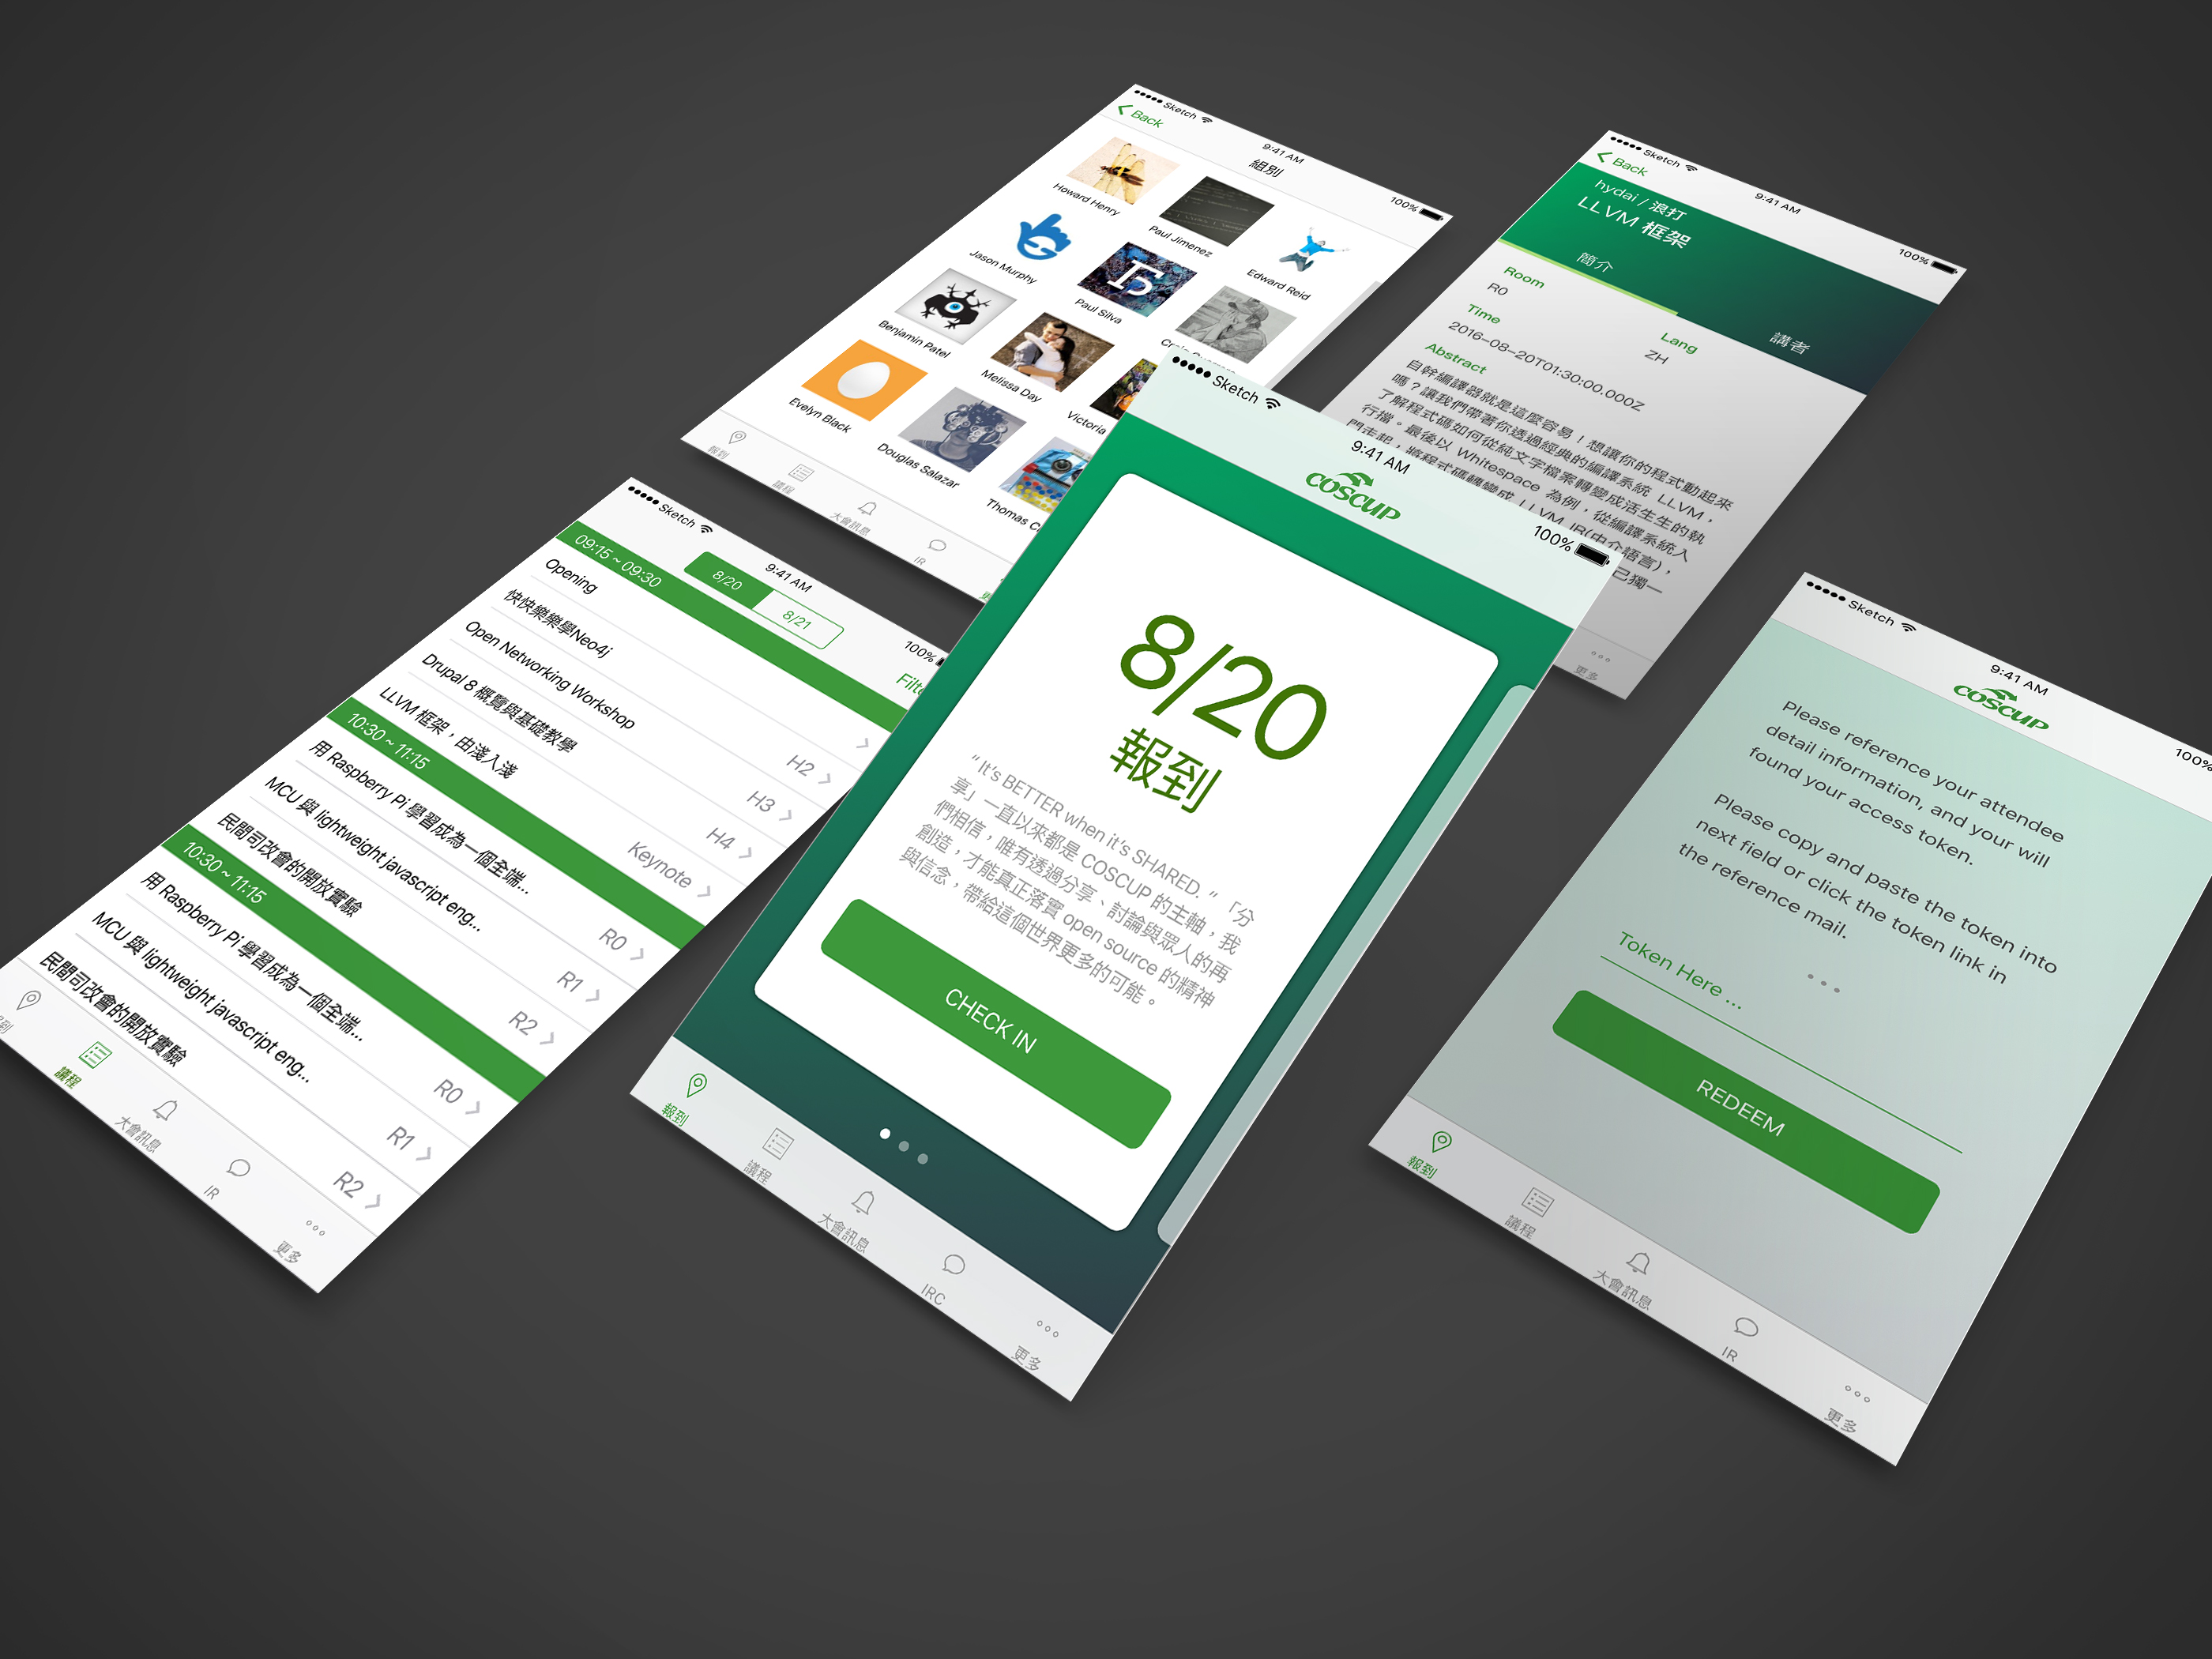 Sketch
9:41 AM
100%
Back
組別
Howard Henry
Paul Jimenez
Edward Reid
Jason Murphy
Paul Silva
Benjamin Patel
Melissa Day
Victoria
Evelyn Black
Douglas Salazar
Thomas
報到
議程
大會訊息
IR
Sketch
9:41 AM
100%
Back
hydai / 浪打
LLVM 框架
簡介
講者
Room
R0
Time
2016-08-20T01:30:00.000Z
Lang
ZH
Abstract
自幹編譯器就是這麼容易！想讓你的程式動起來
嗎？讓我們帶著你透過經典的編譯系統 LLVM，
了解程式碼如何從純文字檔案轉變成活生生的執
行擋。最後以 Whitespace 為例，從編譯系統入
門走起，將程式碼轉變成 LLVM IR(中介語言)，
己獨一
更多
Sketch
9:41 AM
100%
8/20
8/21
09:15 ~ 09:30
Opening
快快樂樂學Neo4j
H2
Open Networking Workshop
H3
Drupal 8 概覽與基礎教學
H4
LLVM 框架，由淺入淺
Keynote
10:30 ~ 11:15
用 Raspberry Pi 學習成為一個全端...
R0
MCU 與 lightweight javascript eng...
R1
民間司改會的開放實驗
R2
10:30 ~ 11:15
用 Raspberry Pi 學習成為一個全端...
R0
MCU 與 lightweight javascript eng...
R1
民間司改會的開放實驗
R2
議程
大會訊息
IR
更多
Sketch
9:41 AM
100%
COSCUP
8/20
報到
“ It's BETTER when it's SHARED. “ 「分
享」一直以來都是 COSCUP 的主軸，我
們相信，唯有透過分享、討論與眾人的再
創造，才能真正落實 open source 的精神
與信念，帶給這個世界更多的可能。
CHECK IN
報到
議程
大會訊息
IRC
更多
Sketch
9:41 AM
100%
COSCUP
Please reference your attendee
detail information, and your will
found your access token.
Please copy and paste the token into
next field or click the token link in
the reference mail.
Token Here ...
REDEEM
報到
議程
大會訊息
IR
更多